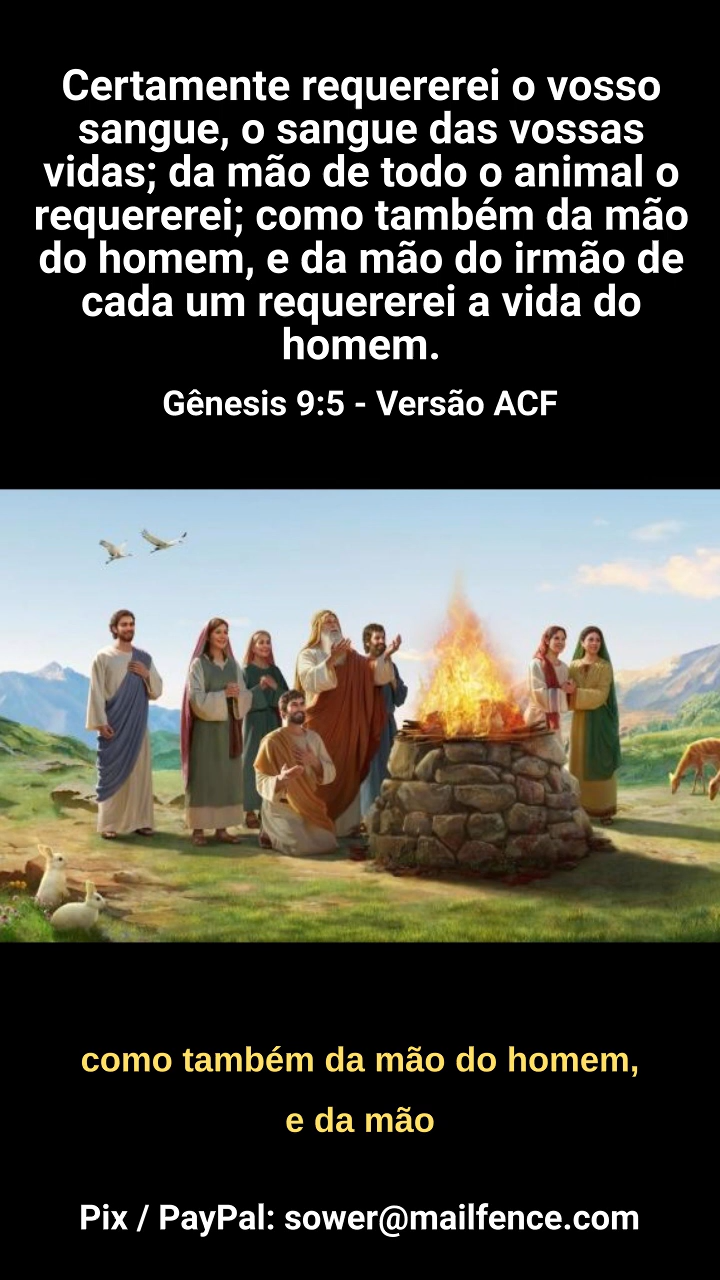 Certamente requererei o vosso
sangue, o sangue das vossas
vidas; da mão de todo o animal o
requererei; como também da mão
do homem, e da mão do irmão de
cada um requererei a vida do
homem.
Gênesis 9:5 - Versão ACF
como também da mão do homem,
e da mão
Pix / PayPal: sower@mailfence.com